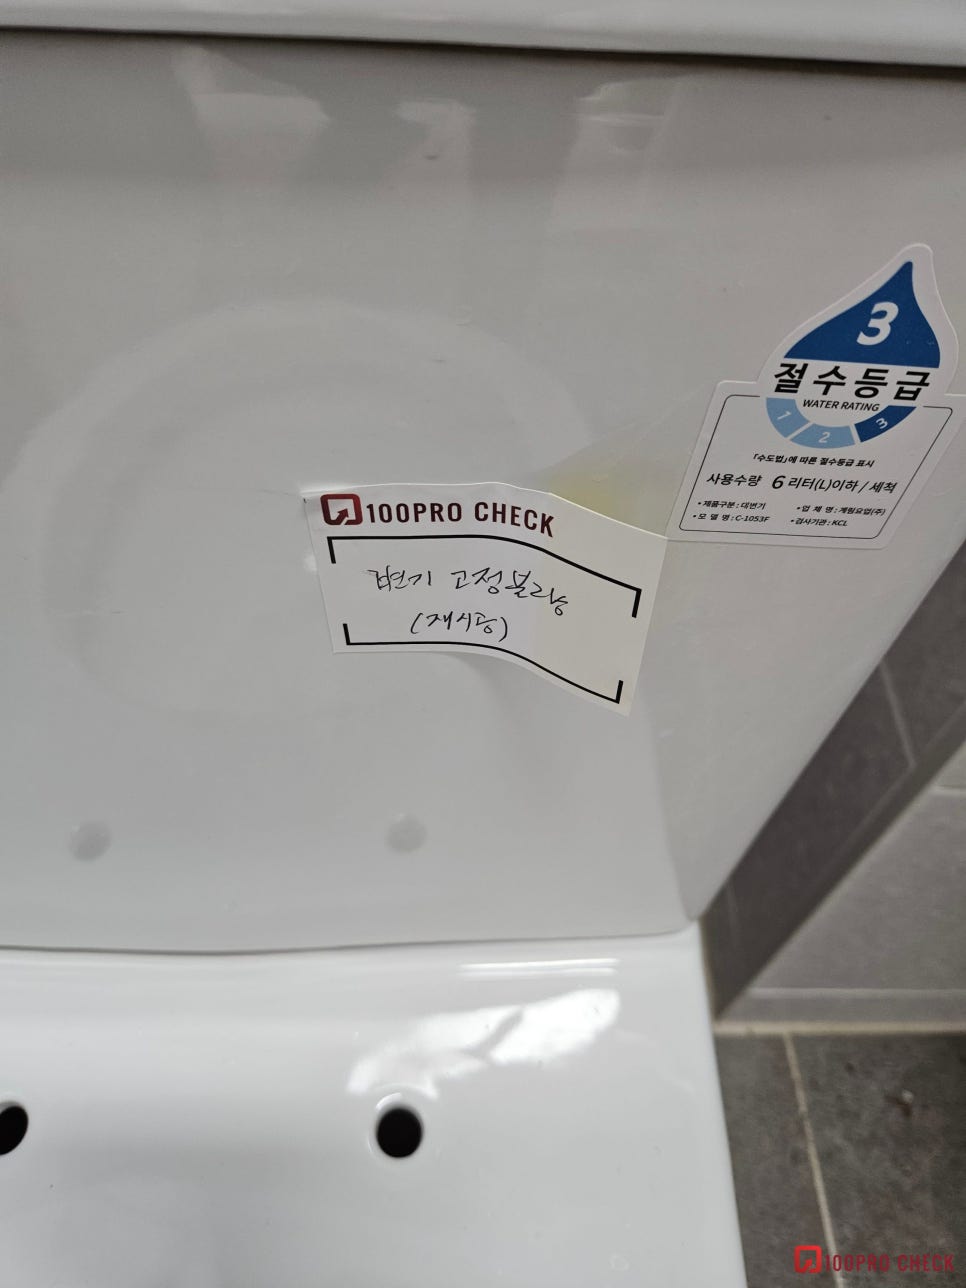 3
절수등급
WATER RATING
1 2 3
「수도법」에 따른 절수등급 표시
사용수량 6 리터(L)이하 / 세척
• 제품구분 : 대변기 • 업 체 명 : 계림요업(주)
• 모 델 명 : C-1053F • 검사기관 : KCL
100PRO CHECK
변기 고정불량
(재시공)
100PRO CHECK